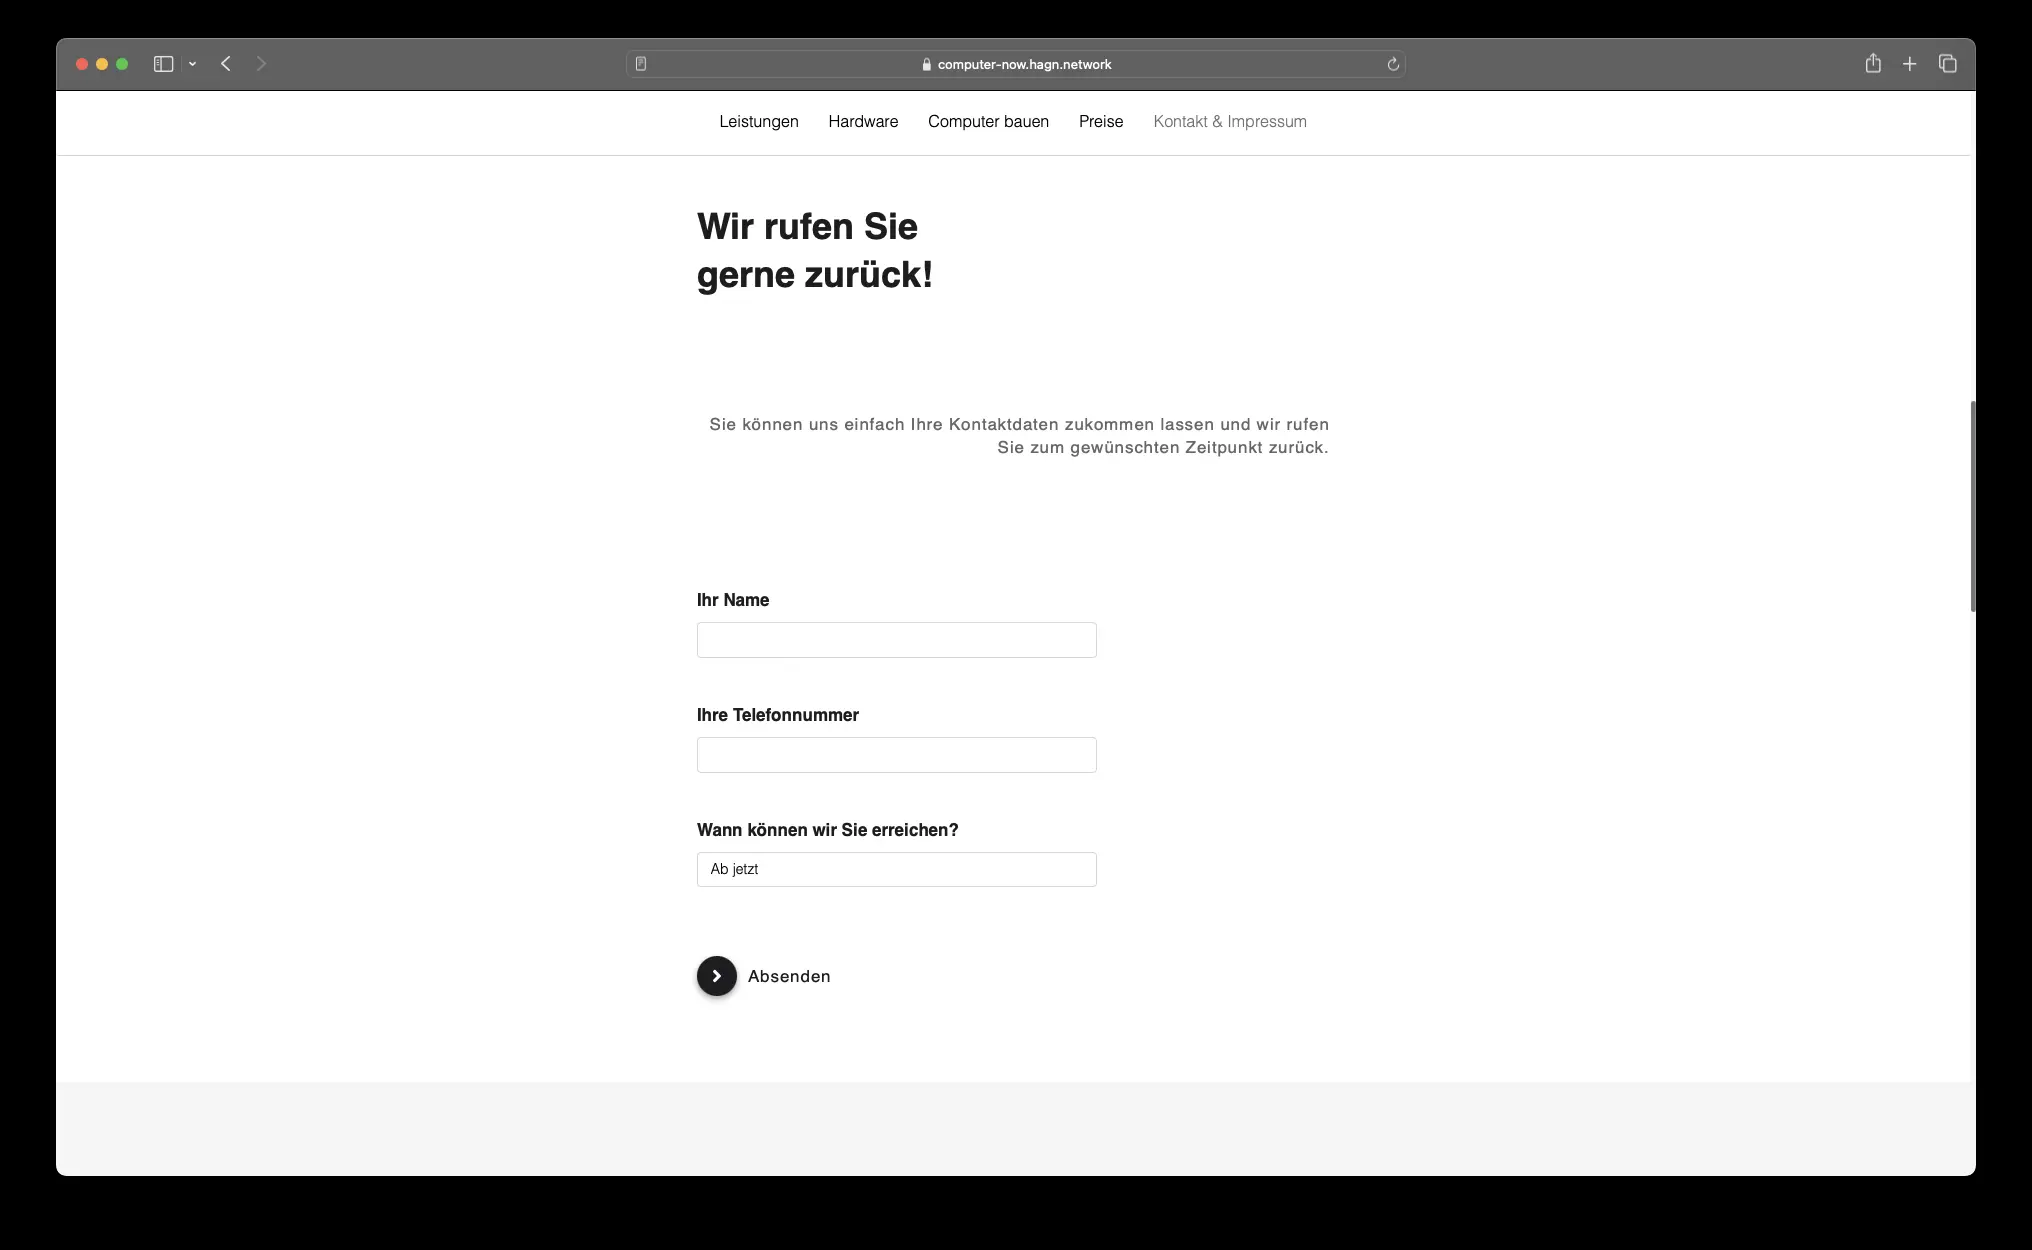 computer-now.hagn.network
Leistungen Hardware Computer bauen Preise Kontakt & Impressum
Wir rufen Sie
gerne zurück!
Sie können uns einfach Ihre Kontaktdaten zukommen lassen und wir rufen
Sie zum gewünschten Zeitpunkt zurück.
Ihr Name
Ihre Telefonnummer
Wann können wir Sie erreichen?
Ab jetzt
Absenden